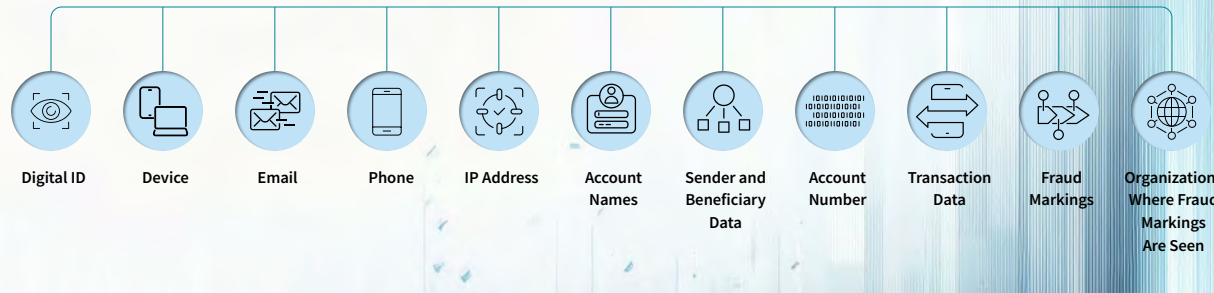 Digital ID
Device
Email
Phone
IP Address
Account
Names
Sender and
Beneficiary
Data
Account
Number
Transaction
Data
Fraud
Markings
Organization
Where Fraud
Markings
Are Seen